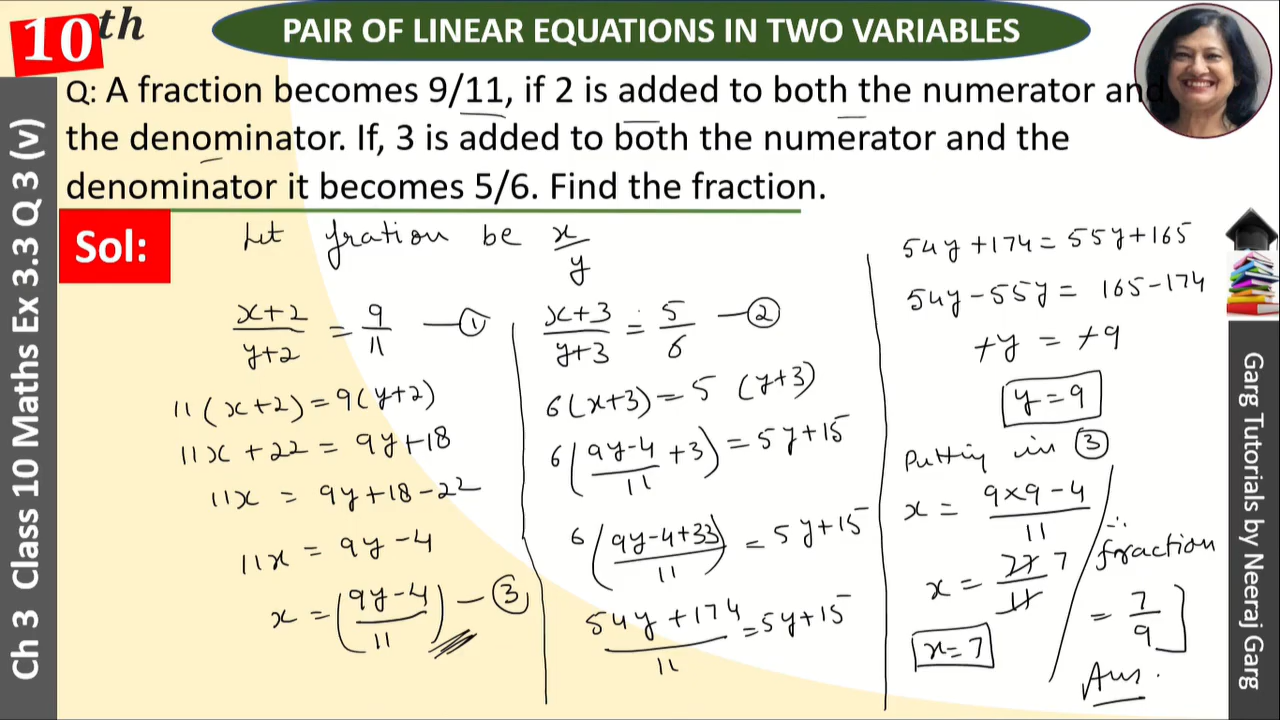 10th
PAIR OF LINEAR EQUATIONS IN TWO VARIABLES
Q: A fraction becomes 9/11, if 2 is added to both the numerator and
the denominator. If, 3 is added to both the numerator and the
denominator it becomes 5/6. Find the fraction.
Sol:
Let fration be x/y
(x+2)/(y+2) = 9/11 — ①
11(x+2) = 9(y+2)
11x + 22 = 9y+18
11x = 9y+18-22
11x = 9y-4
x = ((9y-4)/11) — ③
(x+3)/(y+3) = 5/6 — ②
6(x+3) = 5 (y+3)
6((9y-4)/11 + 3) = 5y+15
6((9y-4+33)/11) = 5y+15
(54y+174)/11 = 5y+15
54y+174 = 55y+165
54y-55y = 165-174
-y = -9
y = 9
Putting in ③
x = (9×9-4)/11
x = 77/11 7
x=7
∴
fraction
= 7/9
Ans.
Ch 3 Class 10 Maths Ex 3.3 Q 3 (v)
Garg Tutorials by Neeraj Garg